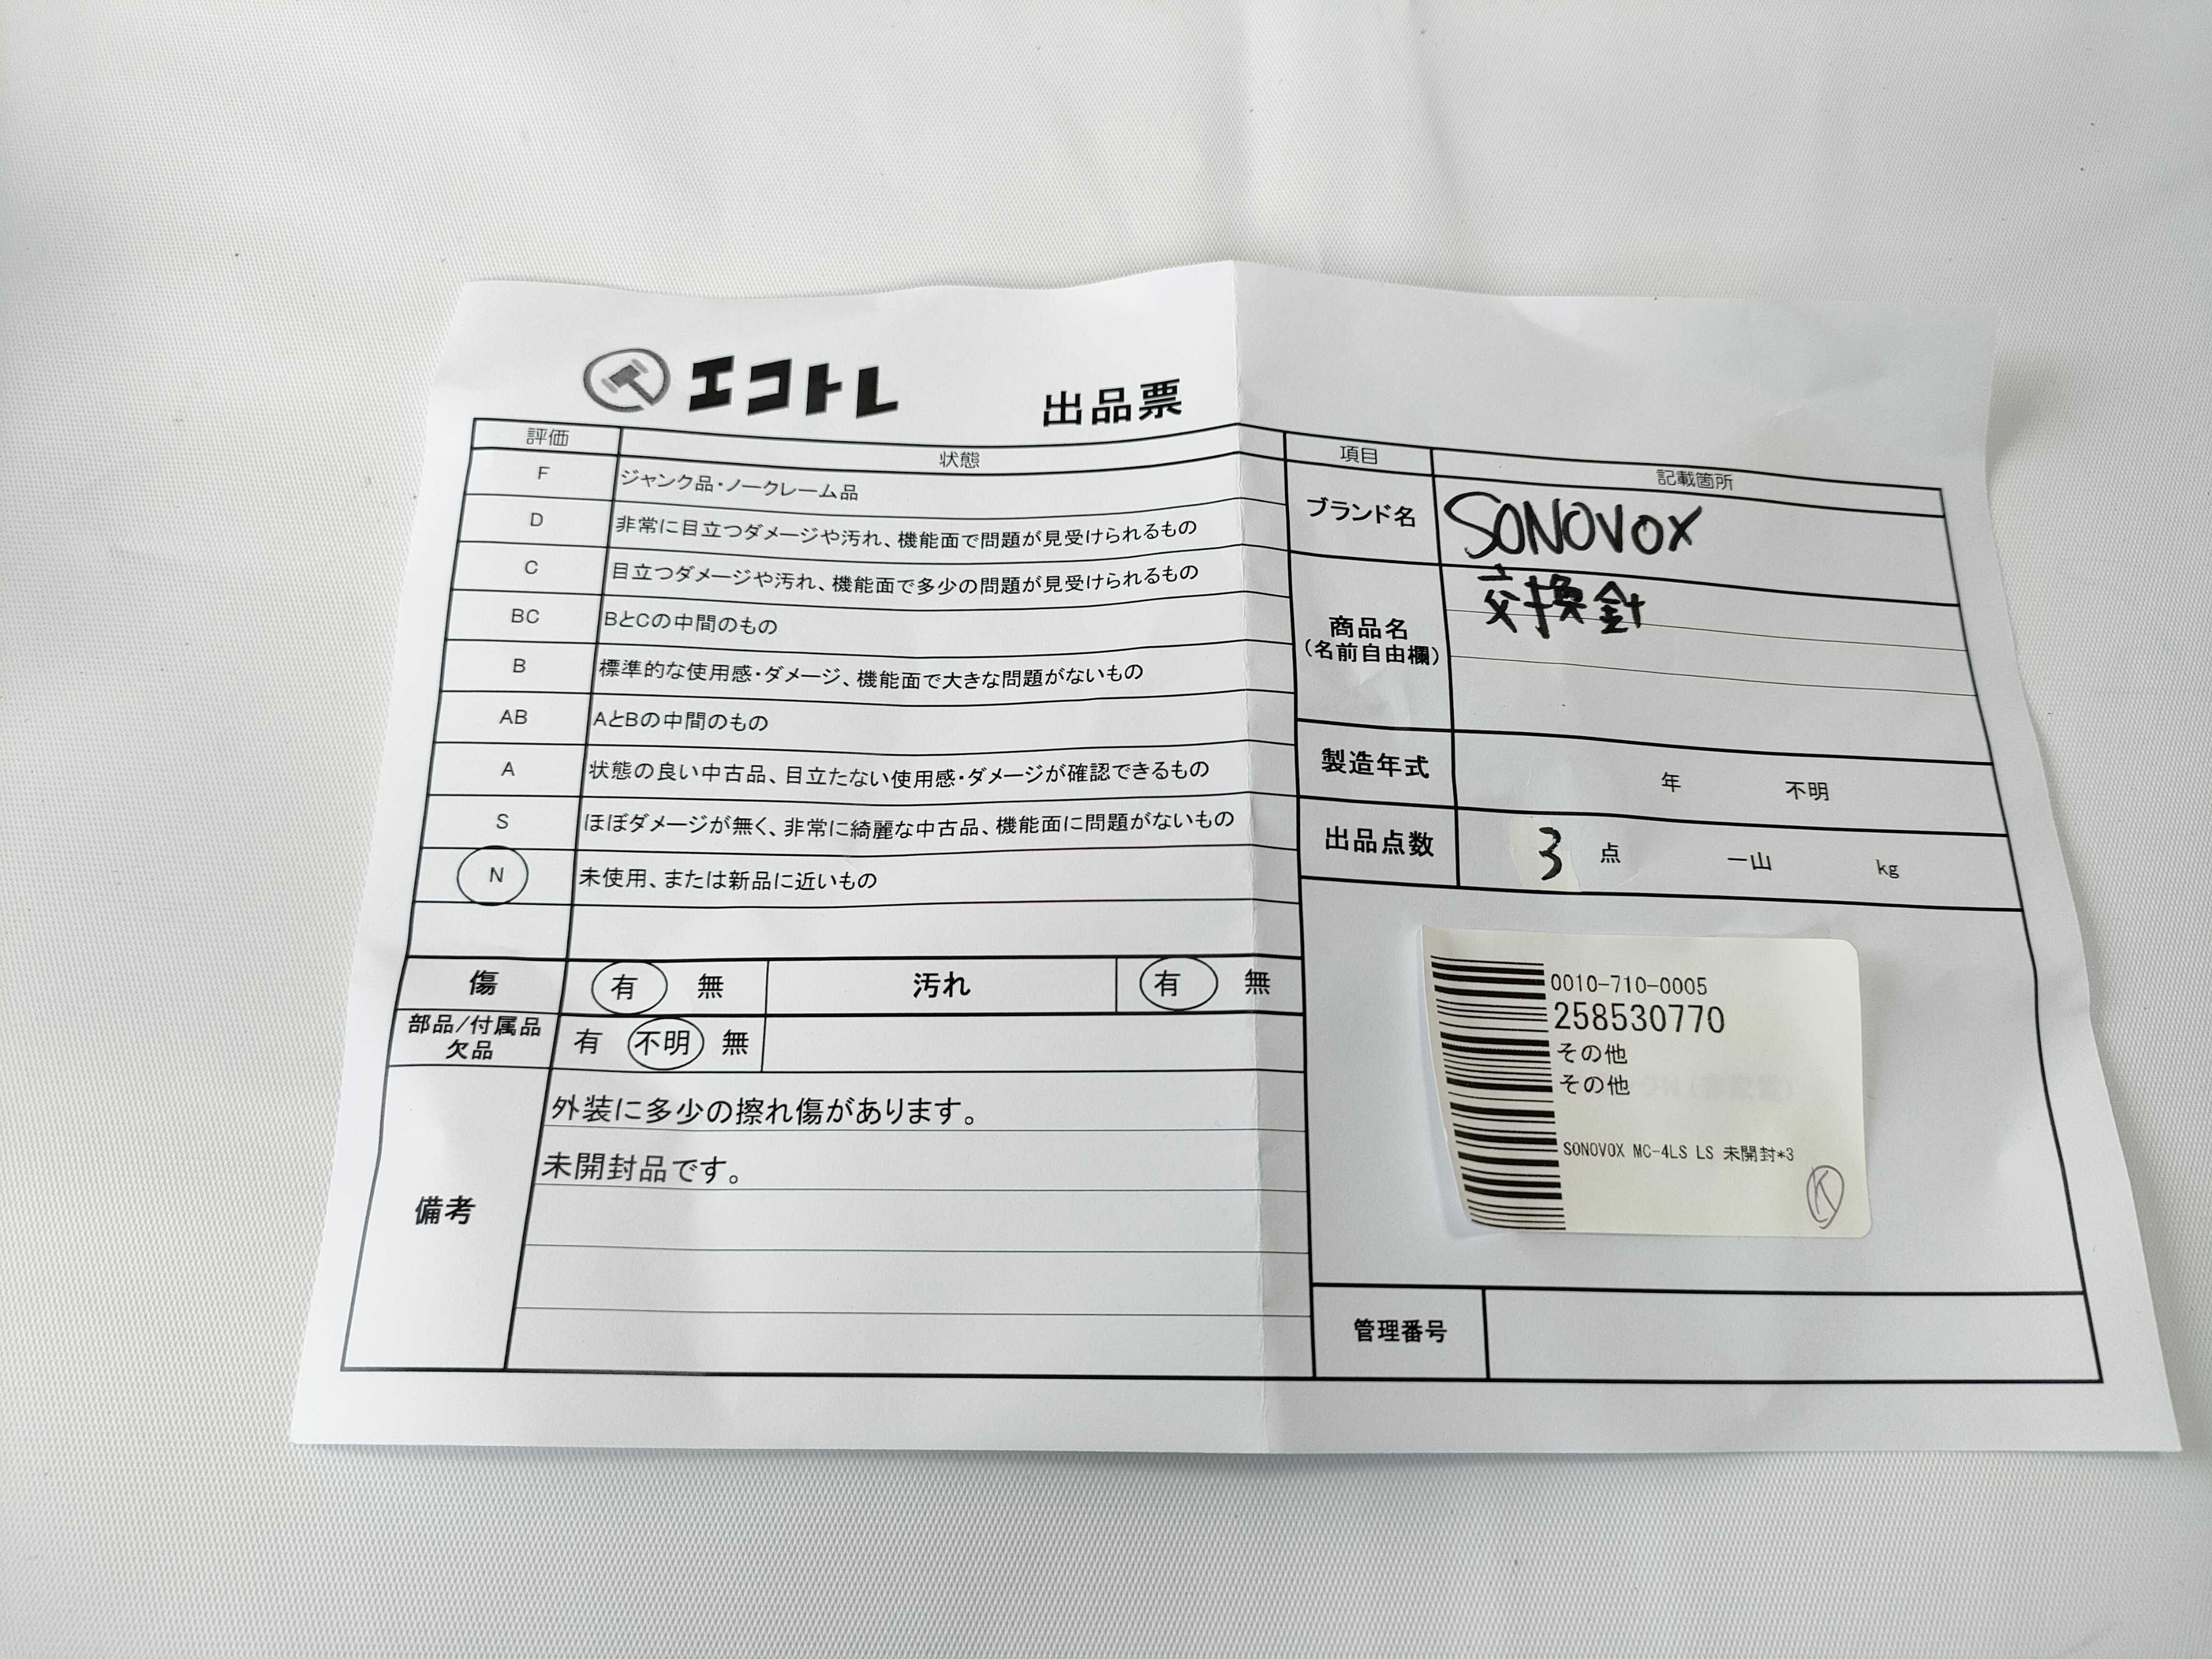 エコトレ 出品票
評価 状態
F ジャンク品・ノークレーム品
D 非常に目立つダメージや汚れ、機能面で問題が見受けられるもの
C 目立つダメージや汚れ、機能面で多少の問題が見受けられるもの
BC BとCの中間のもの
B 標準的な使用感・ダメージ、機能面で大きな問題がないもの
AB AとBの中間のもの
A 状態の良い中古品、目立たない使用感・ダメージが確認できるもの
S ほぼダメージが無く、非常に綺麗な中古品、機能面に問題がないもの
N 未使用、または新品に近いもの
傷 有 無 汚れ 有 無
部品/付属品
欠品 有 不明 無
備考
外装に多少の擦れ傷があります。
未開封品です。
項目 記載箇所
ブランド名 SONOVOX
商品名
(名前自由欄)
交換針
製造年式 年 不明
出品点数 3 点 一山 kg
0010-710-0005
258530770
その他
その他
SONOVOX MC-4LS LS 未開封*3
K
管理番号